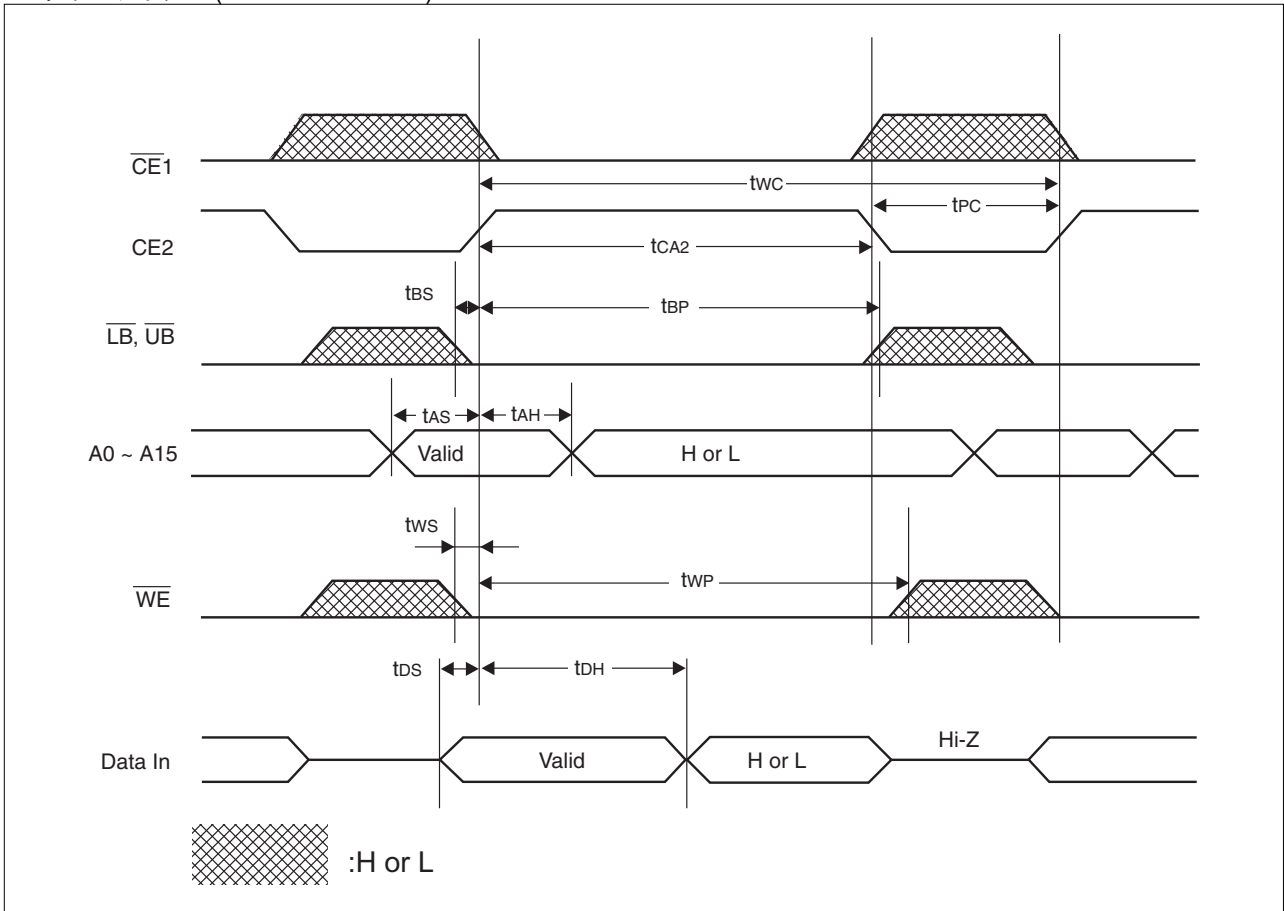 CE1
tWC
tPC
CE2
tCA2
tBS
tBP
LB, UB
tAS
tAH
A0 ~ A15
Valid
H or L
tWS
tWP
WE
tDS
tDH
Data In
Valid
H or L
Hi-Z
:H or L